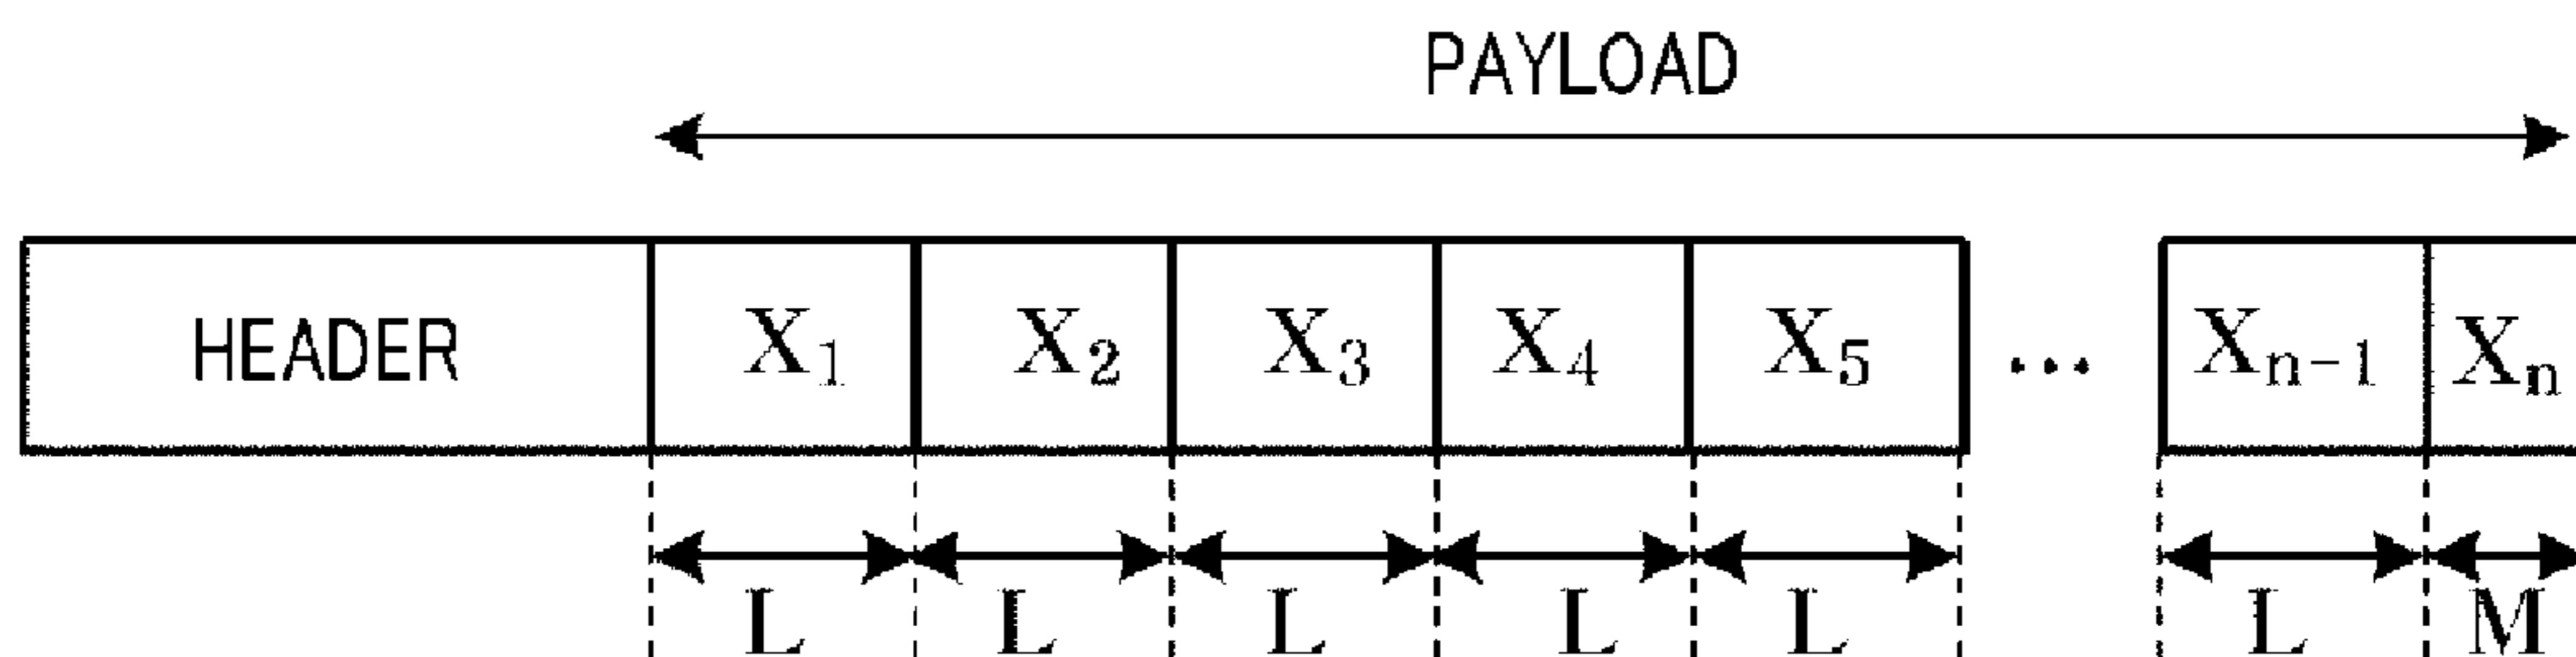 PAYLOAD
HEADER X₁ X₂ X₃ X₄ X₅ ... Xₙ₋₁ Xₙ
L L L L L L M